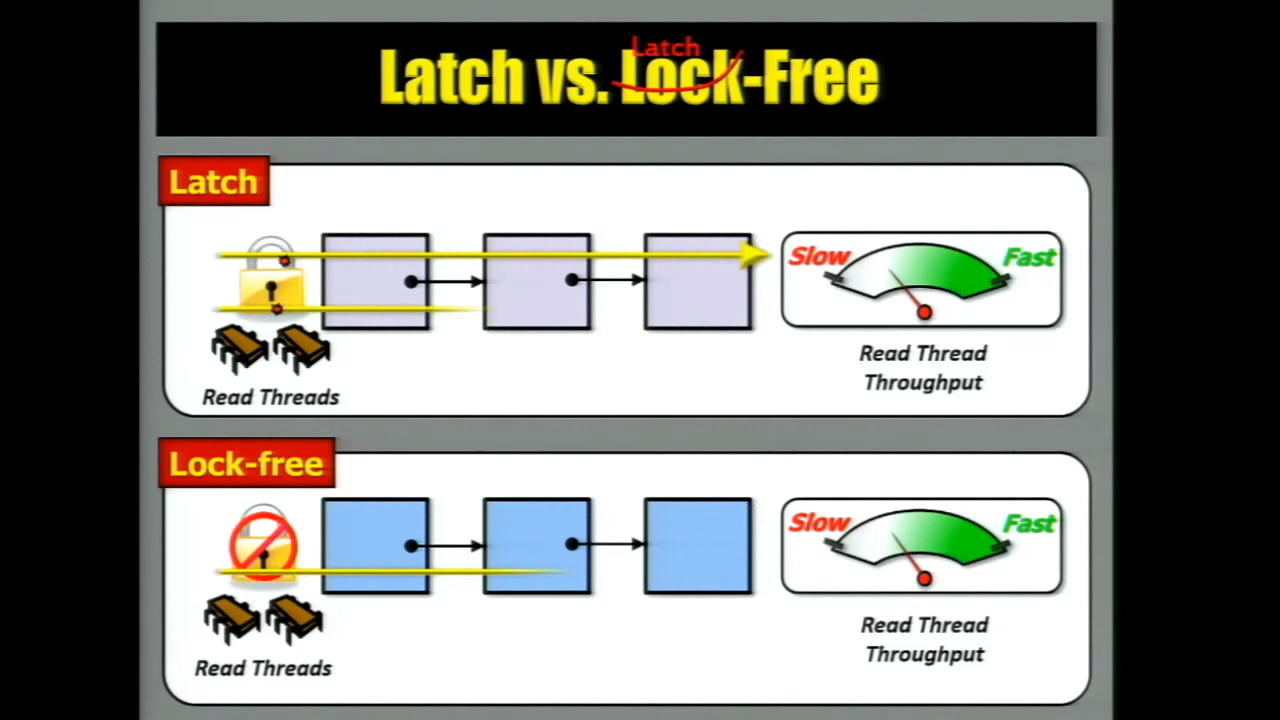 Latch
Latch vs. Lock-Free
Latch
Slow
Fast
Read Threads
Read Thread
Throughput
Lock-free
Slow
Fast
Read Threads
Read Thread
Throughput